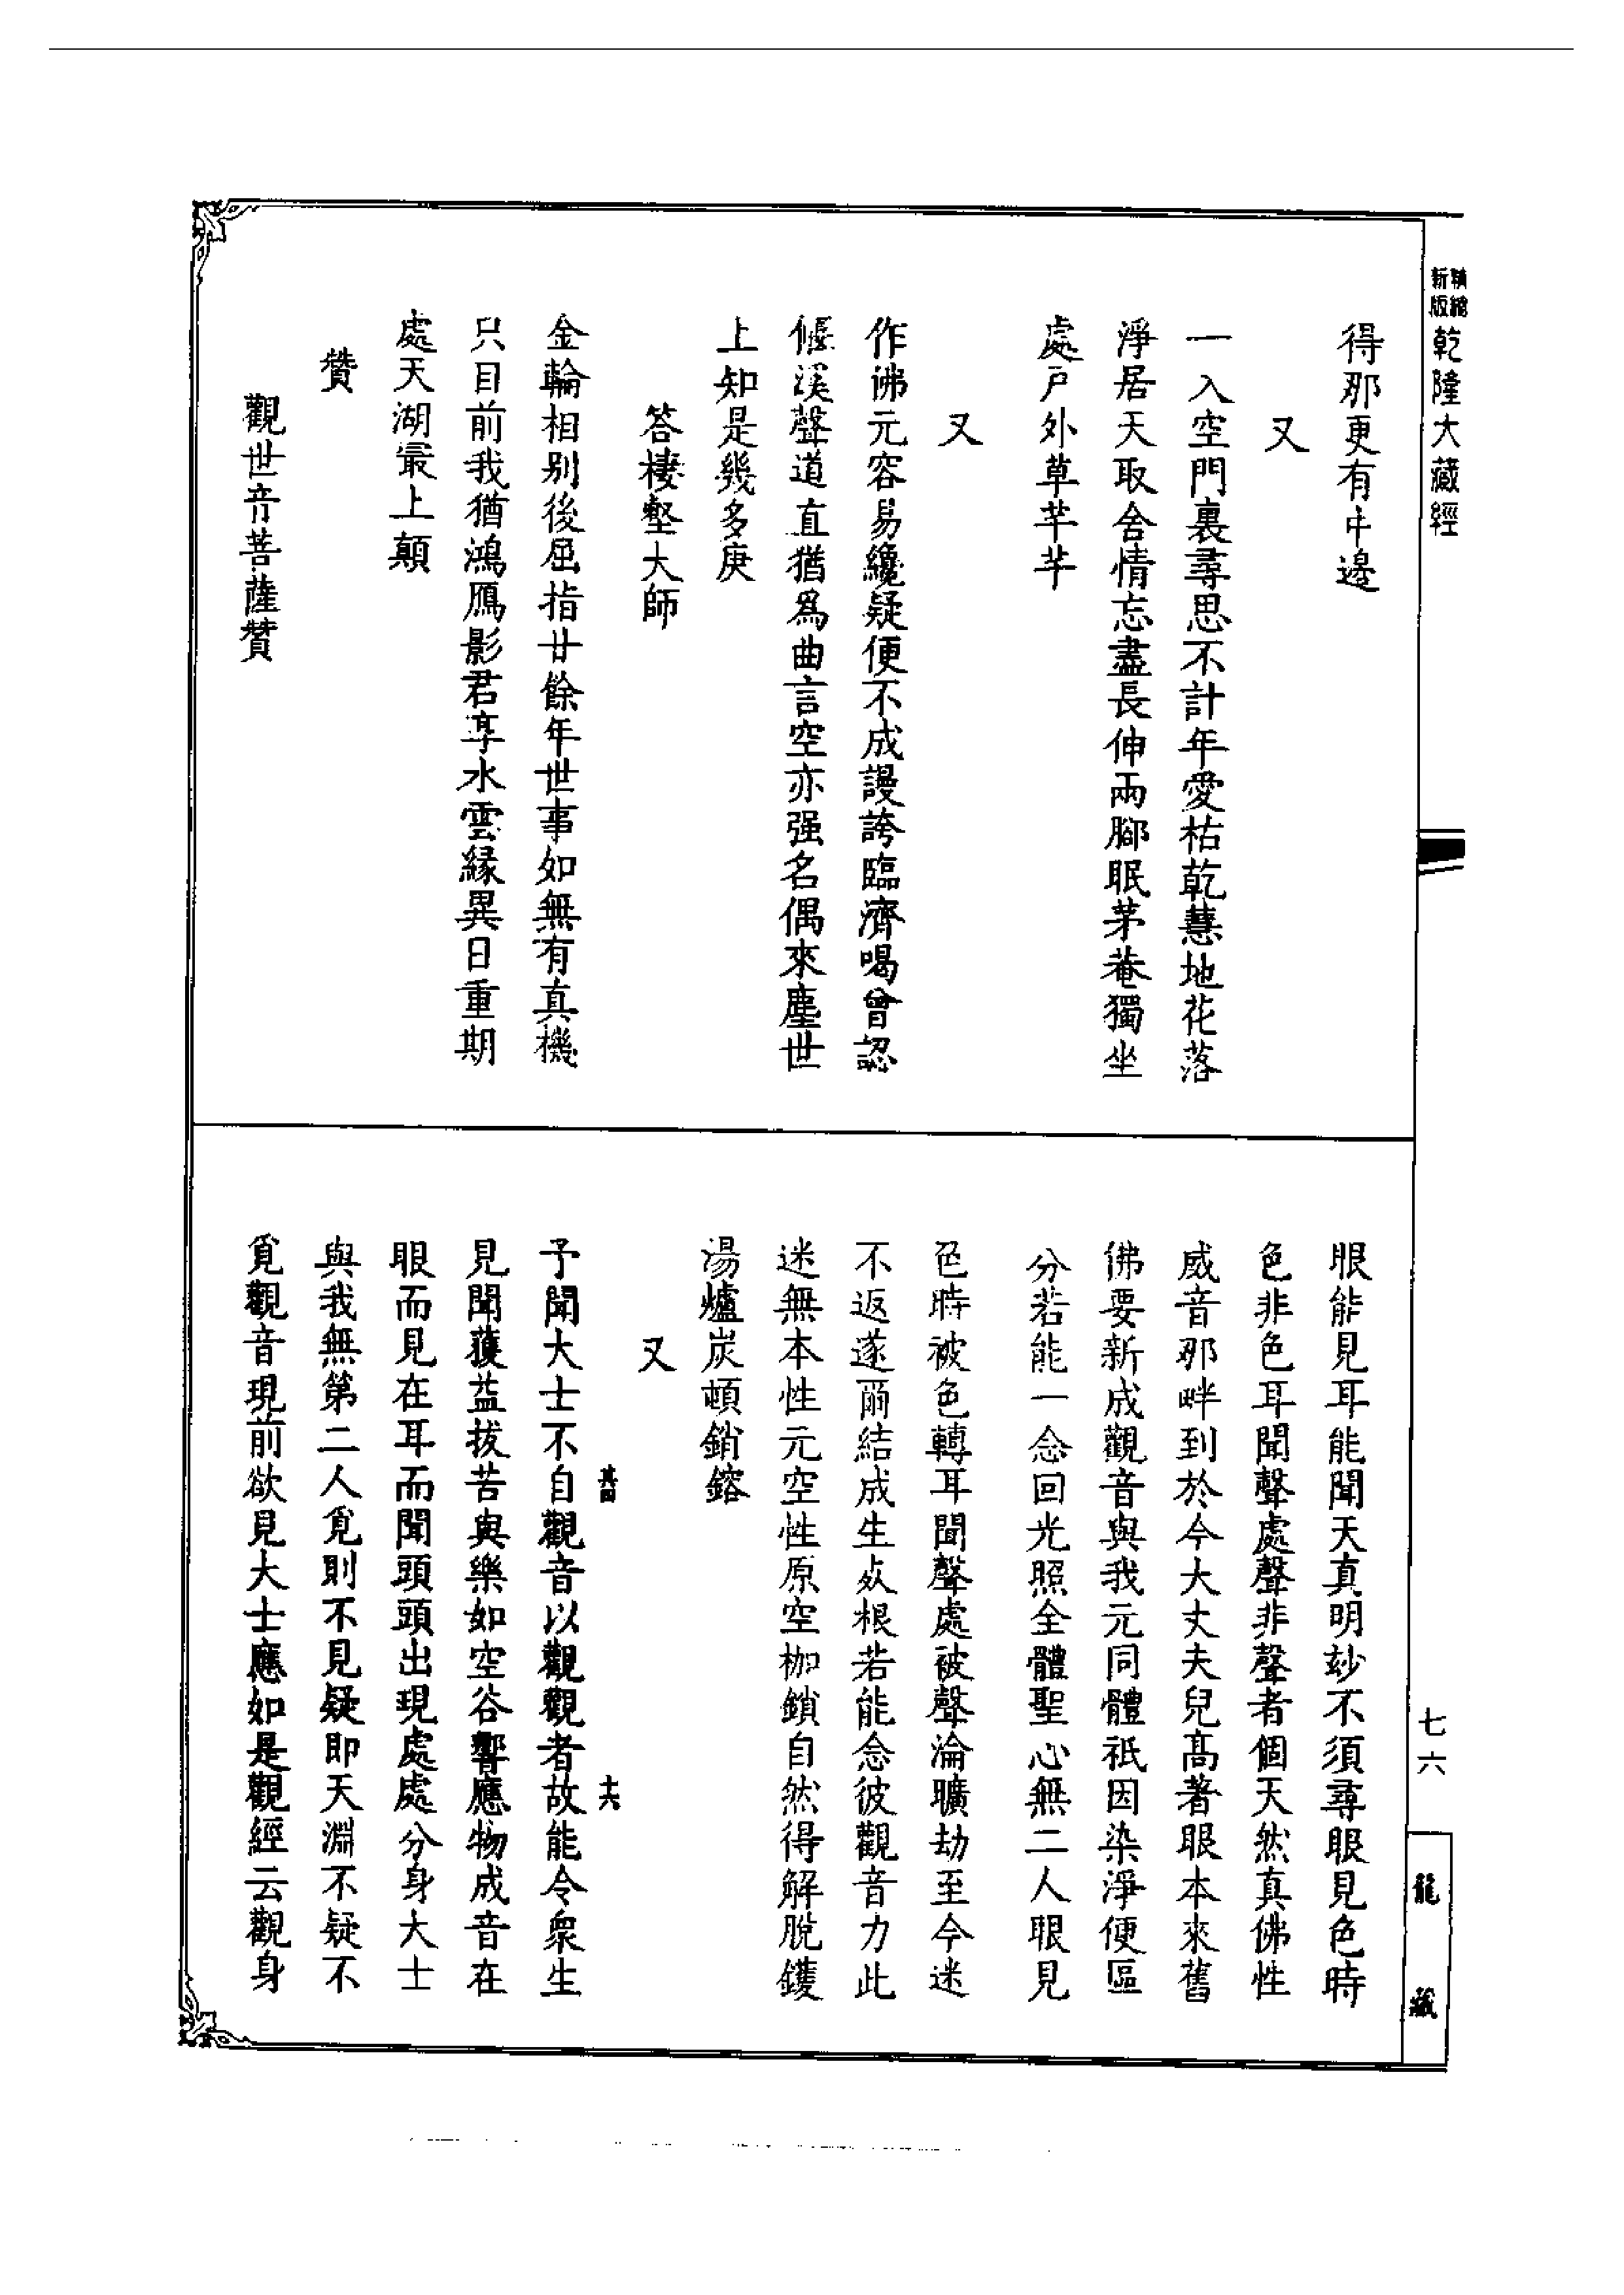 精縮
新版
乾隆大藏經
七六
龍藏
得那更有中邊
又
一入空門裏尋思不計年愛枯乾慧地花落
淨居天取舍情忘盡長伸兩腳眠茅菴獨坐
處戶外草芊芊
又
作佛元容易纔疑便不成謾誇臨濟喝曾認
偃溪聲道直猶爲曲言空亦强名偶來塵世
上知是幾多庚
答棲壑大師
金輪相別後屈指廿餘年世事如無有真機
只目前我猶鴻鴈影君享水雲緣異日重期
處天湖最上顛
贊
觀世音菩薩贊
眼能見耳能聞天真明玅不須尋眼見色時
色非色耳聞聲處聲非聲者個天然真佛性
威音那畔到於今大丈夫兒髙著眼本來舊
佛要新成觀音與我元同體祇因染淨便區
分若能一念回光照全體聖心無二人眼見
色時被色轉耳聞聲處被聲淪曠劫至今迷
不返遂爾結成生死根若能念彼觀音力此
迷無本性元空性原空枷鎖自然得解脫鑊
湯爐炭頓銷鎔
又
其四
十六
予聞大士不自觀音以觀觀者故能令衆生
見聞獲益拔苦與樂如空谷響應物成音在
眼而見在耳而聞頭頭出現處處分身大士
與我無第二人覓則不見疑即天淵不疑不
覓觀音現前欲見大士應如是觀經云觀身